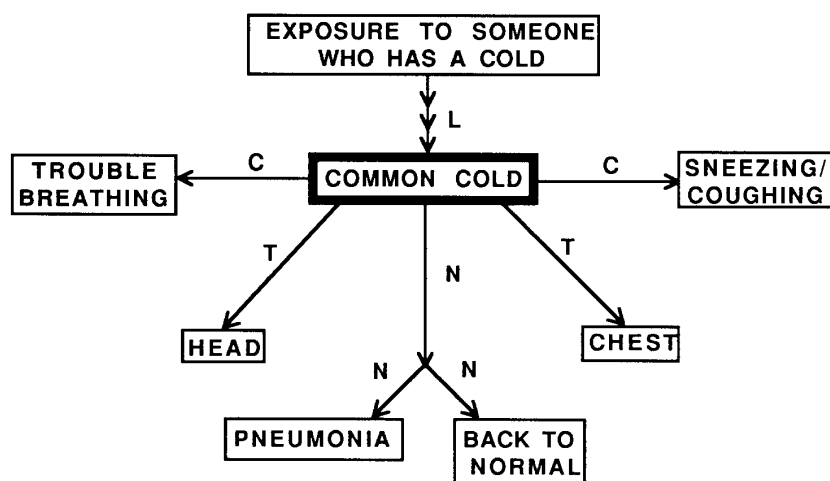 EXPOSURE TO SOMEONE
WHO HAS A COLD
L
TROUBLE
BREATHING
C
COMMON COLD
C
SNEEZING/
COUGHING
T
N
T
HEAD
CHEST
N
N
PNEUMONIA
BACK TO
NORMAL